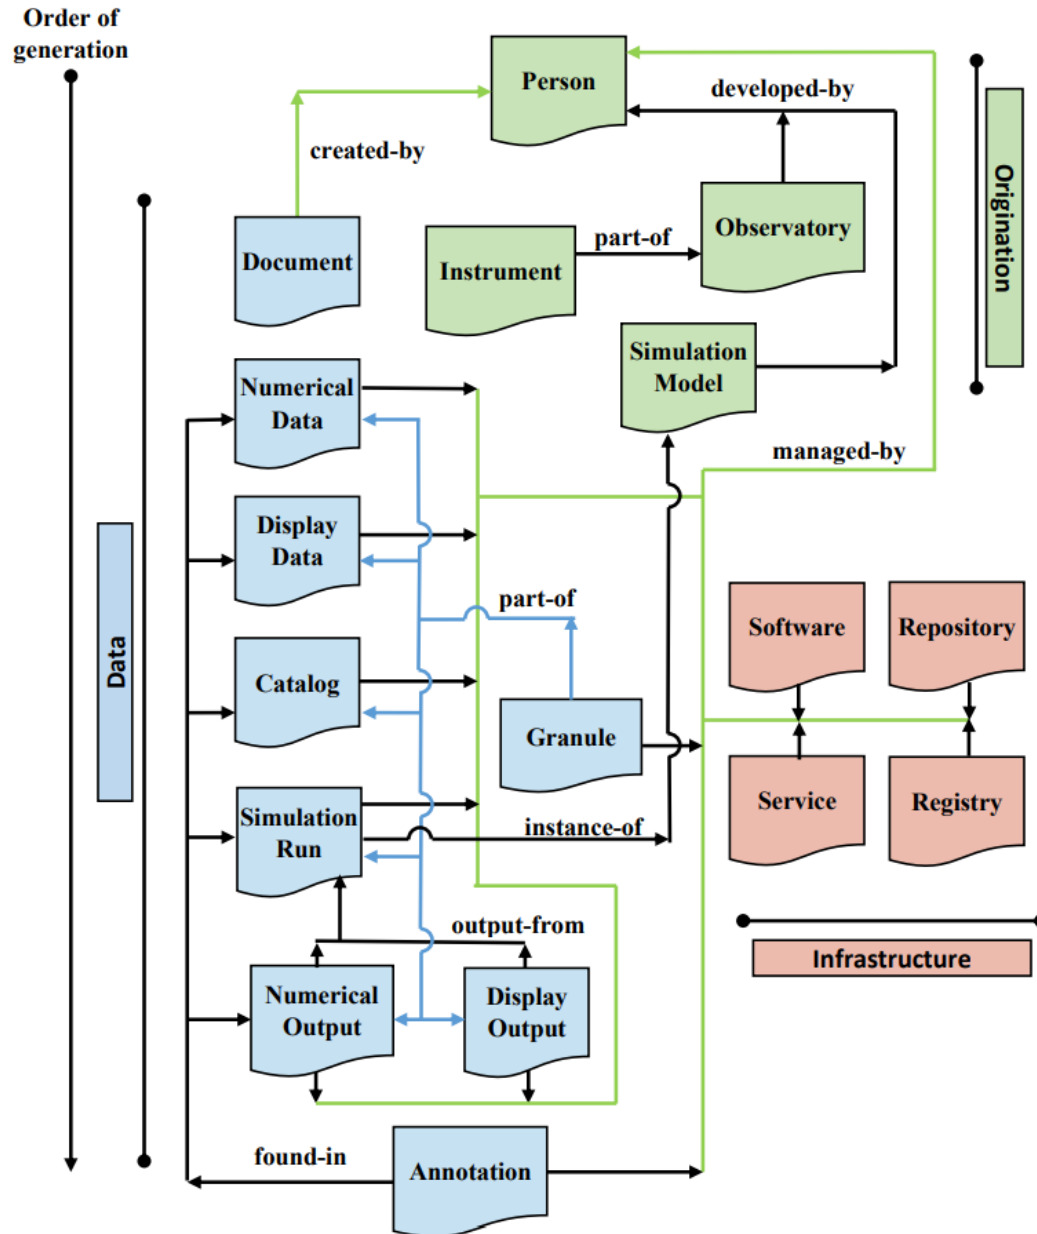 Order of
generation
Person
developed-by
created-by
Origination
Document
Instrument
part-of
Observatory
Simulation
Model
Numerical
Data
managed-by
Display
Data
part-of
Software
Repository
Data
Catalog
Granule
Service
Registry
Simulation
Run
instance-of
output-from
Infrastructure
Numerical
Output
Display
Output
found-in
Annotation